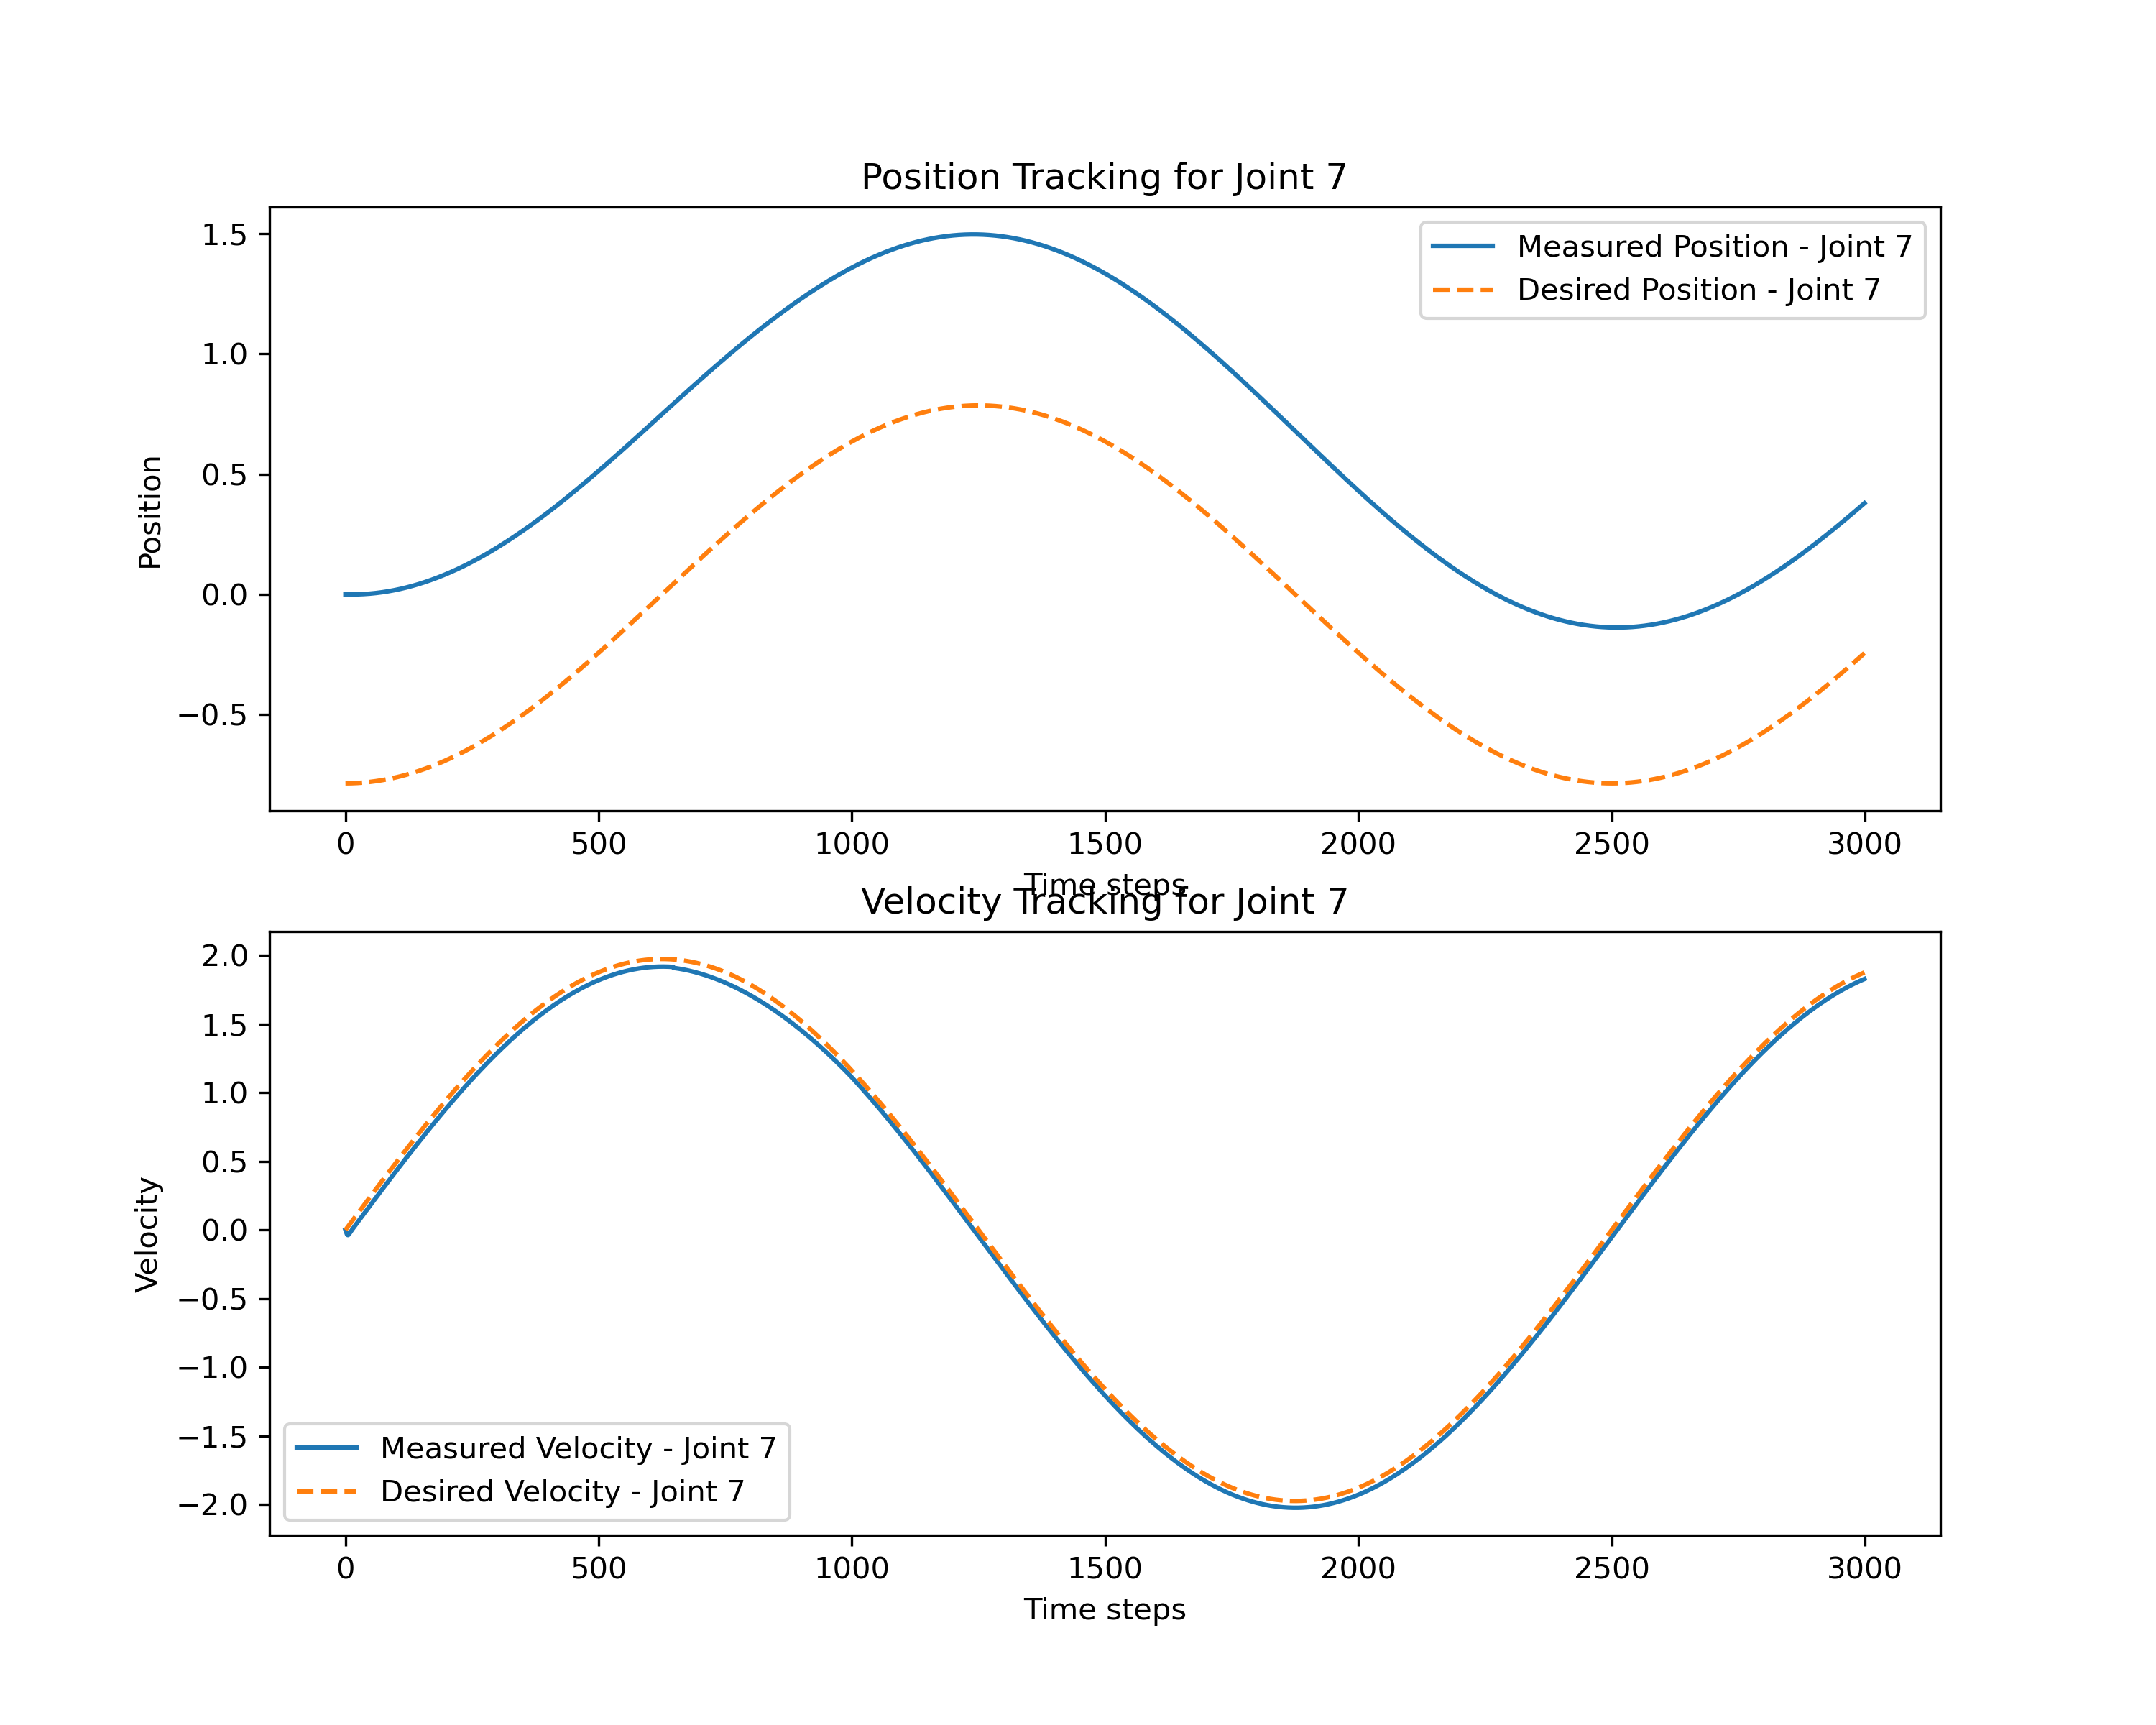 Position Tracking for Joint 7
1.5
1.0
0.5
0.0
−0.5
Position
Measured Position - Joint 7
Desired Position - Joint 7
0 500 1000 1500 2000 2500 3000
Time steps
Velocity Tracking for Joint 7
2.0
1.5
1.0
0.5
0.0
−0.5
−1.0
−1.5
−2.0
Velocity
Measured Velocity - Joint 7
Desired Velocity - Joint 7
0 500 1000 1500 2000 2500 3000
Time steps